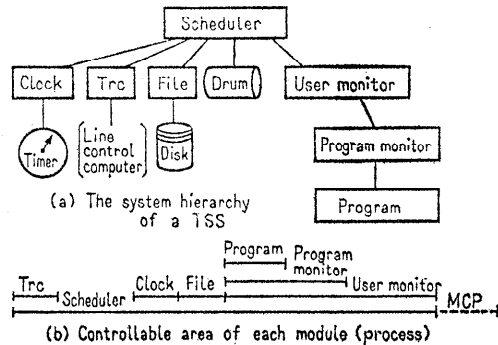 Scheduler
Clock Trc File Drum User monitor
Timer
(Line control computer)
Disk
Program monitor
Program
(a) The system hierarchy
of a TSS
Program
Program
monitor
Trc Scheduler Clock File User monitor
MCP
(b) Controllable area of each module (process)